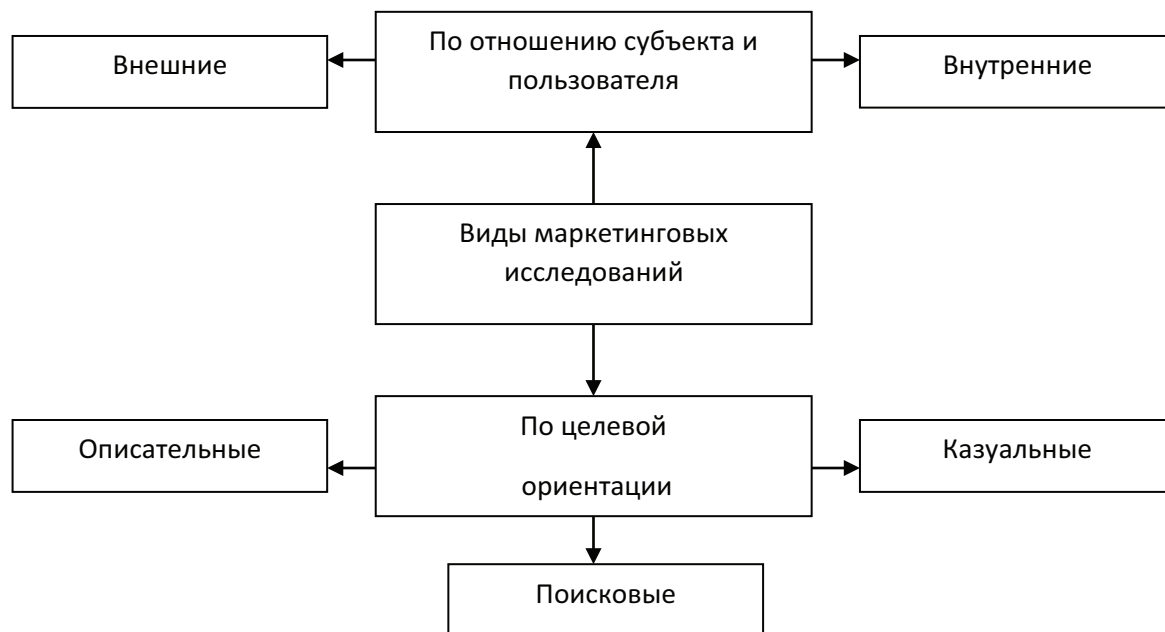 По отношению субъекта и
пользователя
Внешние
Внутренние
Виды маркетинговых
исследований
По целевой
ориентации
Описательные
Казуальные
Поисковые